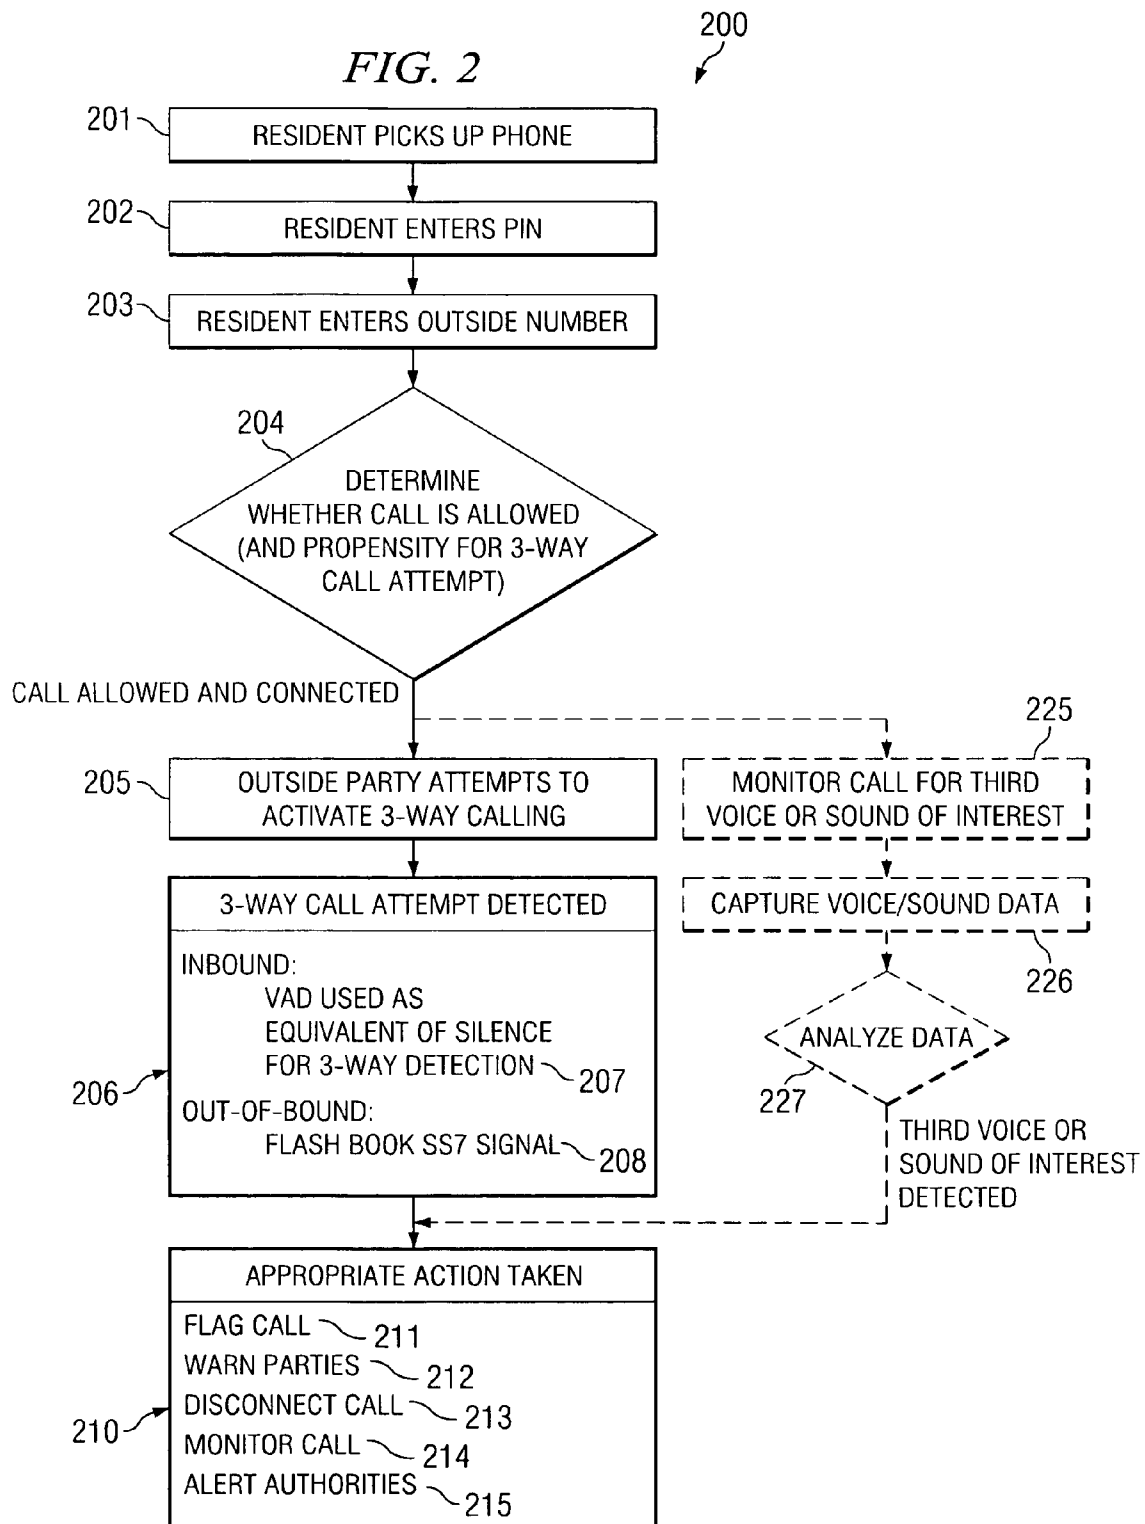 200
FIG. 2
201
RESIDENT PICKS UP PHONE
202
RESIDENT ENTERS PIN
203
RESIDENT ENTERS OUTSIDE NUMBER
204
DETERMINE
WHETHER CALL IS ALLOWED
(AND PROPENSITY FOR 3-WAY
CALL ATTEMPT)
CALL ALLOWED AND CONNECTED
205
OUTSIDE PARTY ATTEMPTS TO
ACTIVATE 3-WAY CALLING
225
MONITOR CALL FOR THIRD
VOICE OR SOUND OF INTEREST
3-WAY CALL ATTEMPT DETECTED
INBOUND:
VAD USED AS
EQUIVALENT OF SILENCE
FOR 3-WAY DETECTION
207
206
OUT-OF-BOUND:
FLASH BOOK SS7 SIGNAL
208
CAPTURE VOICE/SOUND DATA
226
ANALYZE DATA
227
THIRD VOICE OR
SOUND OF INTEREST
DETECTED
APPROPRIATE ACTION TAKEN
FLAG CALL
211
WARN PARTIES
212
DISCONNECT CALL
213
210
MONITOR CALL
214
ALERT AUTHORITIES
215